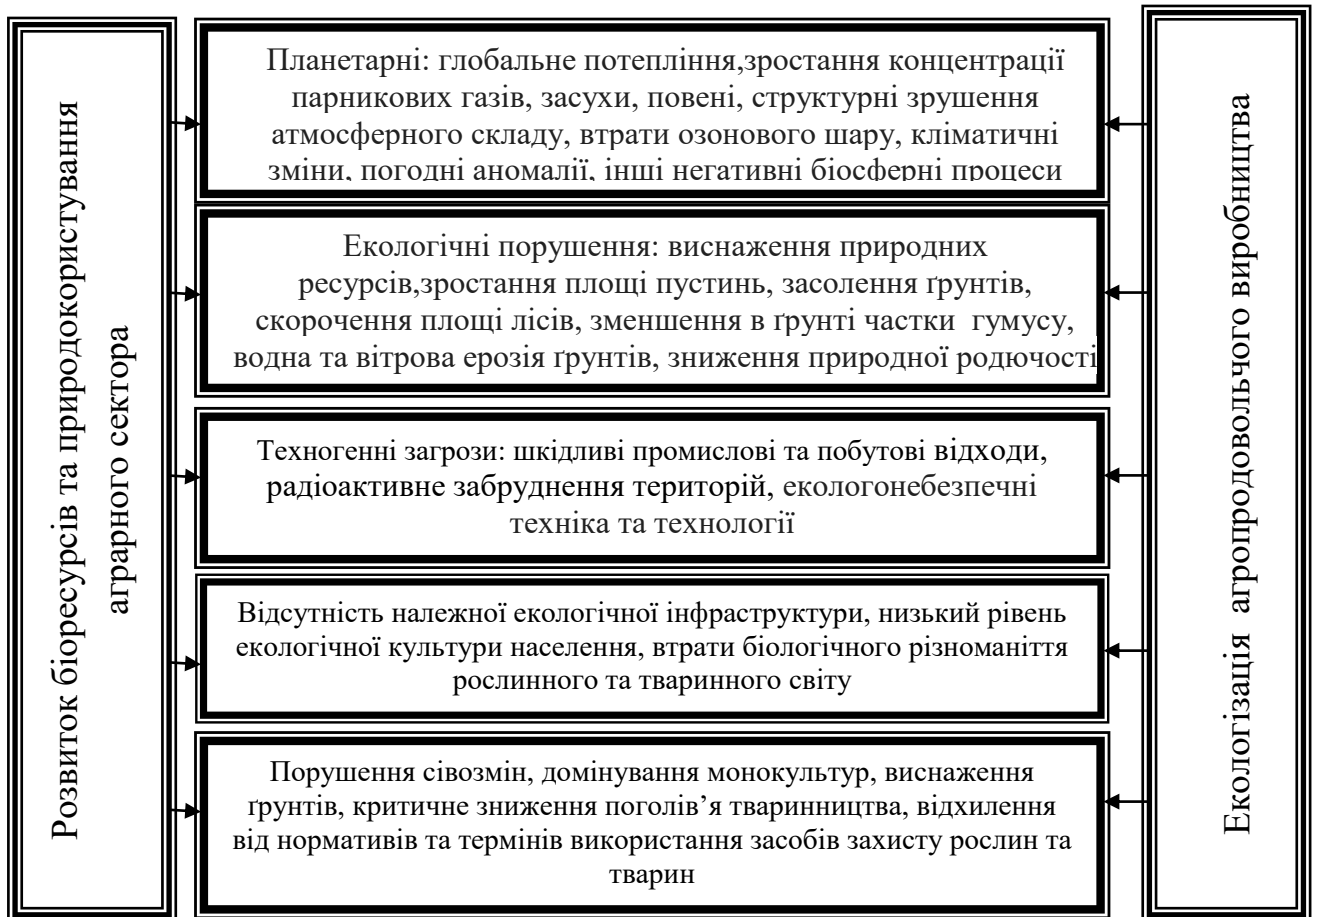 Розвиток біоресурсів та природокористування
аграрного сектора
Планетарні: глобальне потепління,зростання концентрації
парникових газів, засухи, повені, структурні зрушення
атмосферного складу, втрати озонового шару, кліматичні
зміни, погодні аномалії, інші негативні біосферні процеси
Екологічні порушення: виснаження природних
ресурсів,зростання площі пустинь, засолення ґрунтів,
скорочення площі лісів, зменшення в ґрунті частки гумусу,
водна та вітрова ерозія ґрунтів, зниження природної родючості
Техногенні загрози: шкідливі промислові та побутові відходи,
радіоактивне забруднення територій, екологонебезпечні
техніка та технології
Відсутність належної екологічної інфраструктури, низький рівень
екологічної культури населення, втрати біологічного різноманіття
рослинного та тваринного світу
Порушення сівозмін, домінування монокультур, виснаження
ґрунтів, критичне зниження поголів’я тваринництва, відхилення
від нормативів та термінів використання засобів захисту рослин та
тварин
Екологізація агропродовольчого виробництва